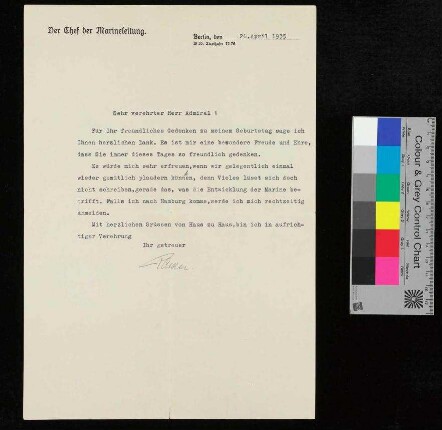 Der Chef der Marineleitung.
Berlin, den 26. April 1935
Sehr verehrter Herr Admiral !
Für Ihr freundliches Gedenken zu meinem Geburtstag sage ich
Ihnen herzlichen Dank. Es ist mir eine besondere Freude und Ehre,
dass Sie immer dieses Tages so freundlich gedenken.
Es würde mich sehr erfreuen, wenn wir gelegentlich einmal
wieder gemütlich plaudern können, denn Vieles lässt sich doch
nicht schreiben, gerade das, was die Entwicklung der Marine be-
trifft. Falls ich nach Hamburg komme, werde ich mich rechtzeitig
anmelden.
Mit herzlichen Grüssen von Haus zu Haus, bin ich in aufrich-
tiger Verehrung
Ihr getreuer
Colour & Grey Control Chart